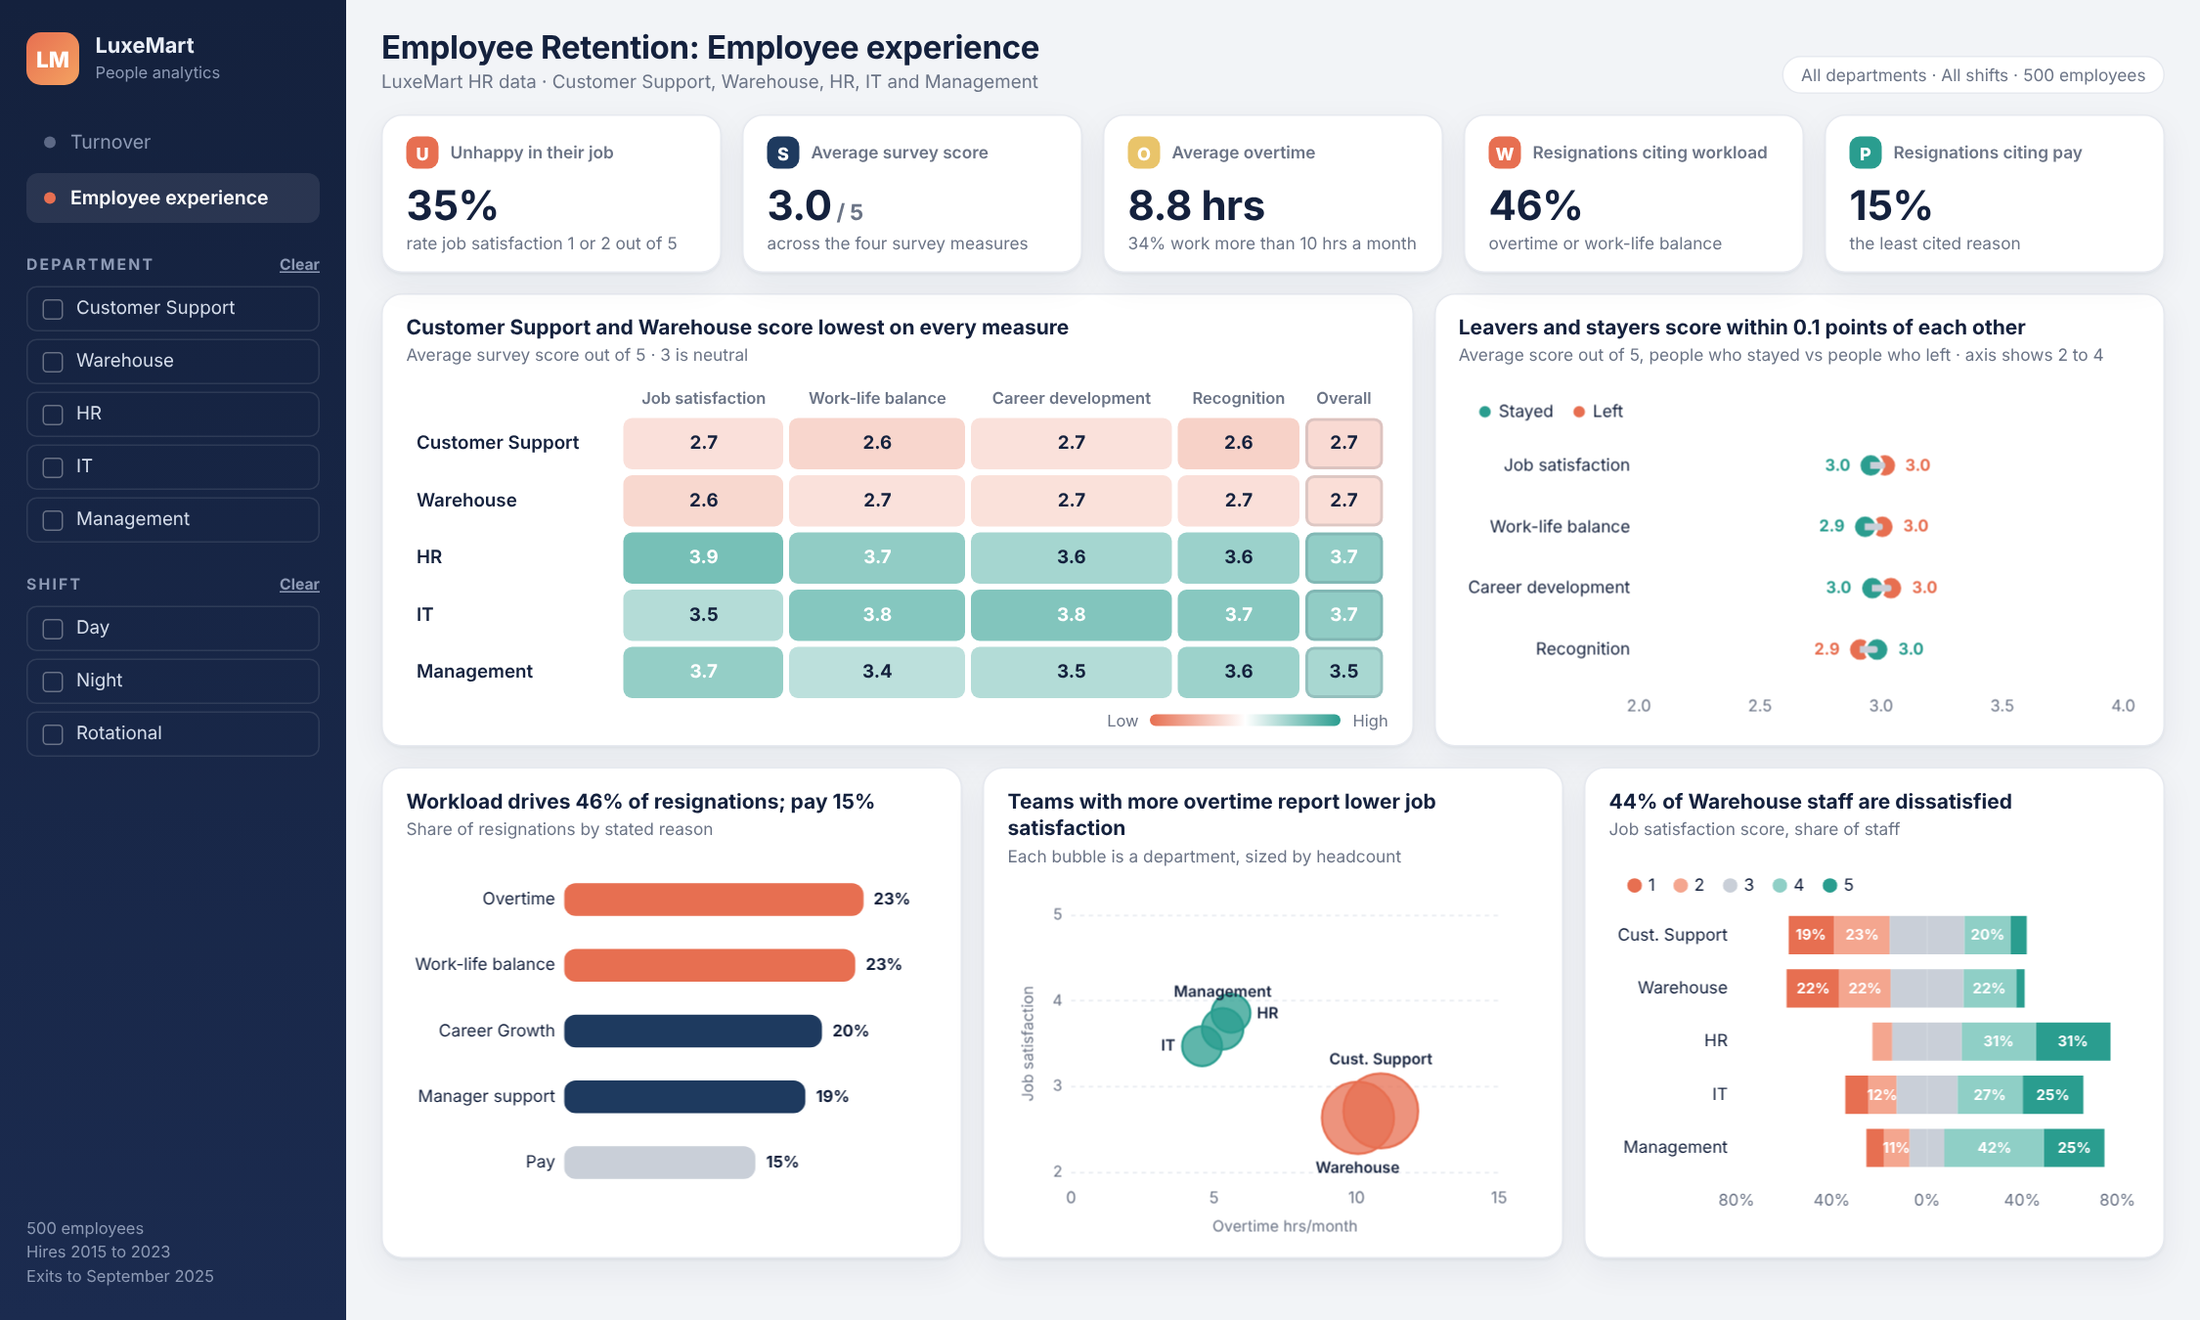 LM
LuxeMart
People analytics
Turnover
Employee experience
DEPARTMENT Clear
Customer Support
Warehouse
HR
IT
Management
SHIFT Clear
Day
Night
Rotational
500 employees
Hires 2015 to 2023
Exits to September 2025
Employee Retention: Employee experience
LuxeMart HR data · Customer Support, Warehouse, HR, IT and Management
All departments · All shifts · 500 employees
U Unhappy in their job
35%
rate job satisfaction 1 or 2 out of 5
S Average survey score
3.0 / 5
across the four survey measures
O Average overtime
8.8 hrs
34% work more than 10 hrs a month
W Resignations citing workload
46%
overtime or work-life balance
P Resignations citing pay
15%
the least cited reason
Customer Support and Warehouse score lowest on every measure
Average survey score out of 5 · 3 is neutral
Job satisfaction Work-life balance Career development Recognition Overall
Customer Support 2.7 2.6 2.7 2.6 2.7
Warehouse 2.6 2.7 2.7 2.7 2.7
HR 3.9 3.7 3.6 3.6 3.7
IT 3.5 3.8 3.8 3.7 3.7
Management 3.7 3.4 3.5 3.6 3.5
Low High
Leavers and stayers score within 0.1 points of each other
Average score out of 5, people who stayed vs people who left · axis shows 2 to 4
Stayed Left
Job satisfaction 3.0 3.0
Work-life balance 2.9 3.0
Career development 3.0 3.0
Recognition 2.9 3.0
2.0 2.5 3.0 3.5 4.0
Workload drives 46% of resignations; pay 15%
Share of resignations by stated reason
Overtime 23%
Work-life balance 23%
Career Growth 20%
Manager support 19%
Pay 15%
Teams with more overtime report lower job
satisfaction
Each bubble is a department, sized by headcount
5
Management
4
HR
IT
Cust. Support
3
Job satisfaction
Warehouse
2
0 5 10 15
Overtime hrs/month
44% of Warehouse staff are dissatisfied
Job satisfaction score, share of staff
1 2 3 4 5
Cust. Support 19% 23% 20%
Warehouse 22% 22% 22%
HR 31% 31%
IT 12% 27% 25%
Management 11% 42% 25%
80% 40% 0% 40% 80%